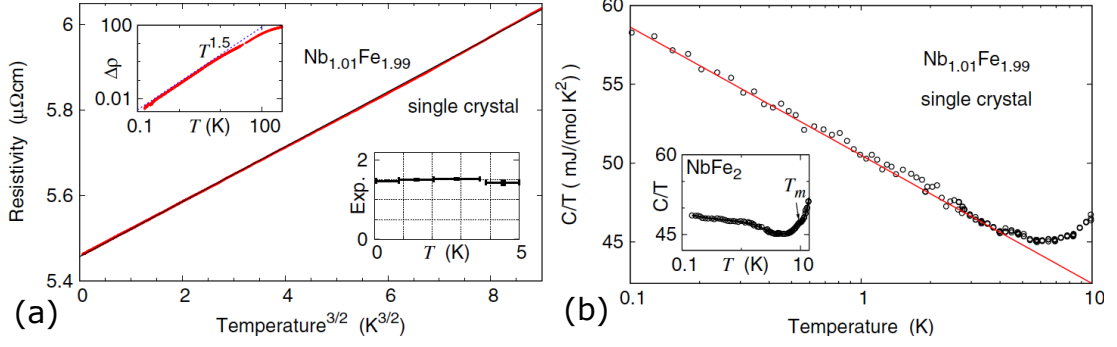 6
5.8
5.6
5.4
Resistivity (μΩcm)
0
2
4
6
8
Temperature^3/2 (K^3/2)
100
0.01
Δρ
T^1.5
0.1
100
T (K)
Nb1.01Fe1.99
single crystal
2
1
0
Exp.
0
5
T (K)
(a)
60
55
50
45
C/T ( mJ/(mol K²)
0.1
1
10
Temperature (K)
Nb1.01Fe1.99
single crystal
60
45
C/T
NbFe2
Tm
0.1
10
T (K)
(b)